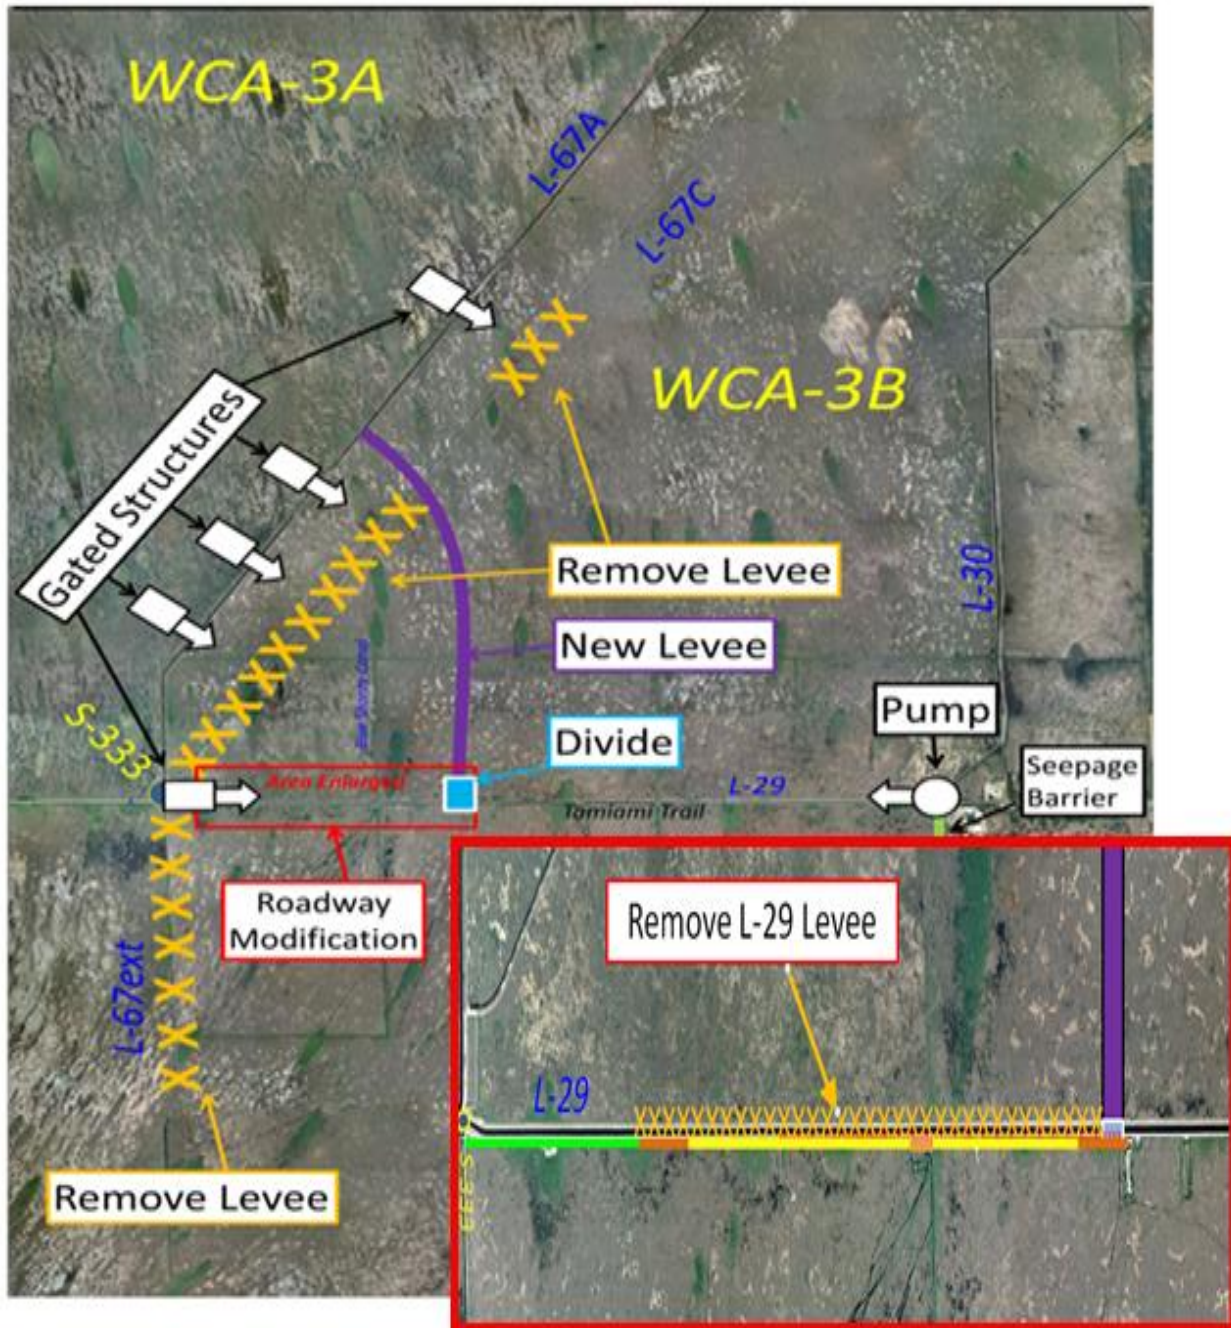 WCA-3A
L-67A
L-67C
WCA-3B
Gated Structures
Remove Levee
L-30
New Levee
Pump
S-333
Divide
Seepage
Barrier
Area Enlarged
L-29
Tamiami Trail
Roadway
Modification
Remove L-29 Levee
L-67ext
L-29
Remove Levee
S-333